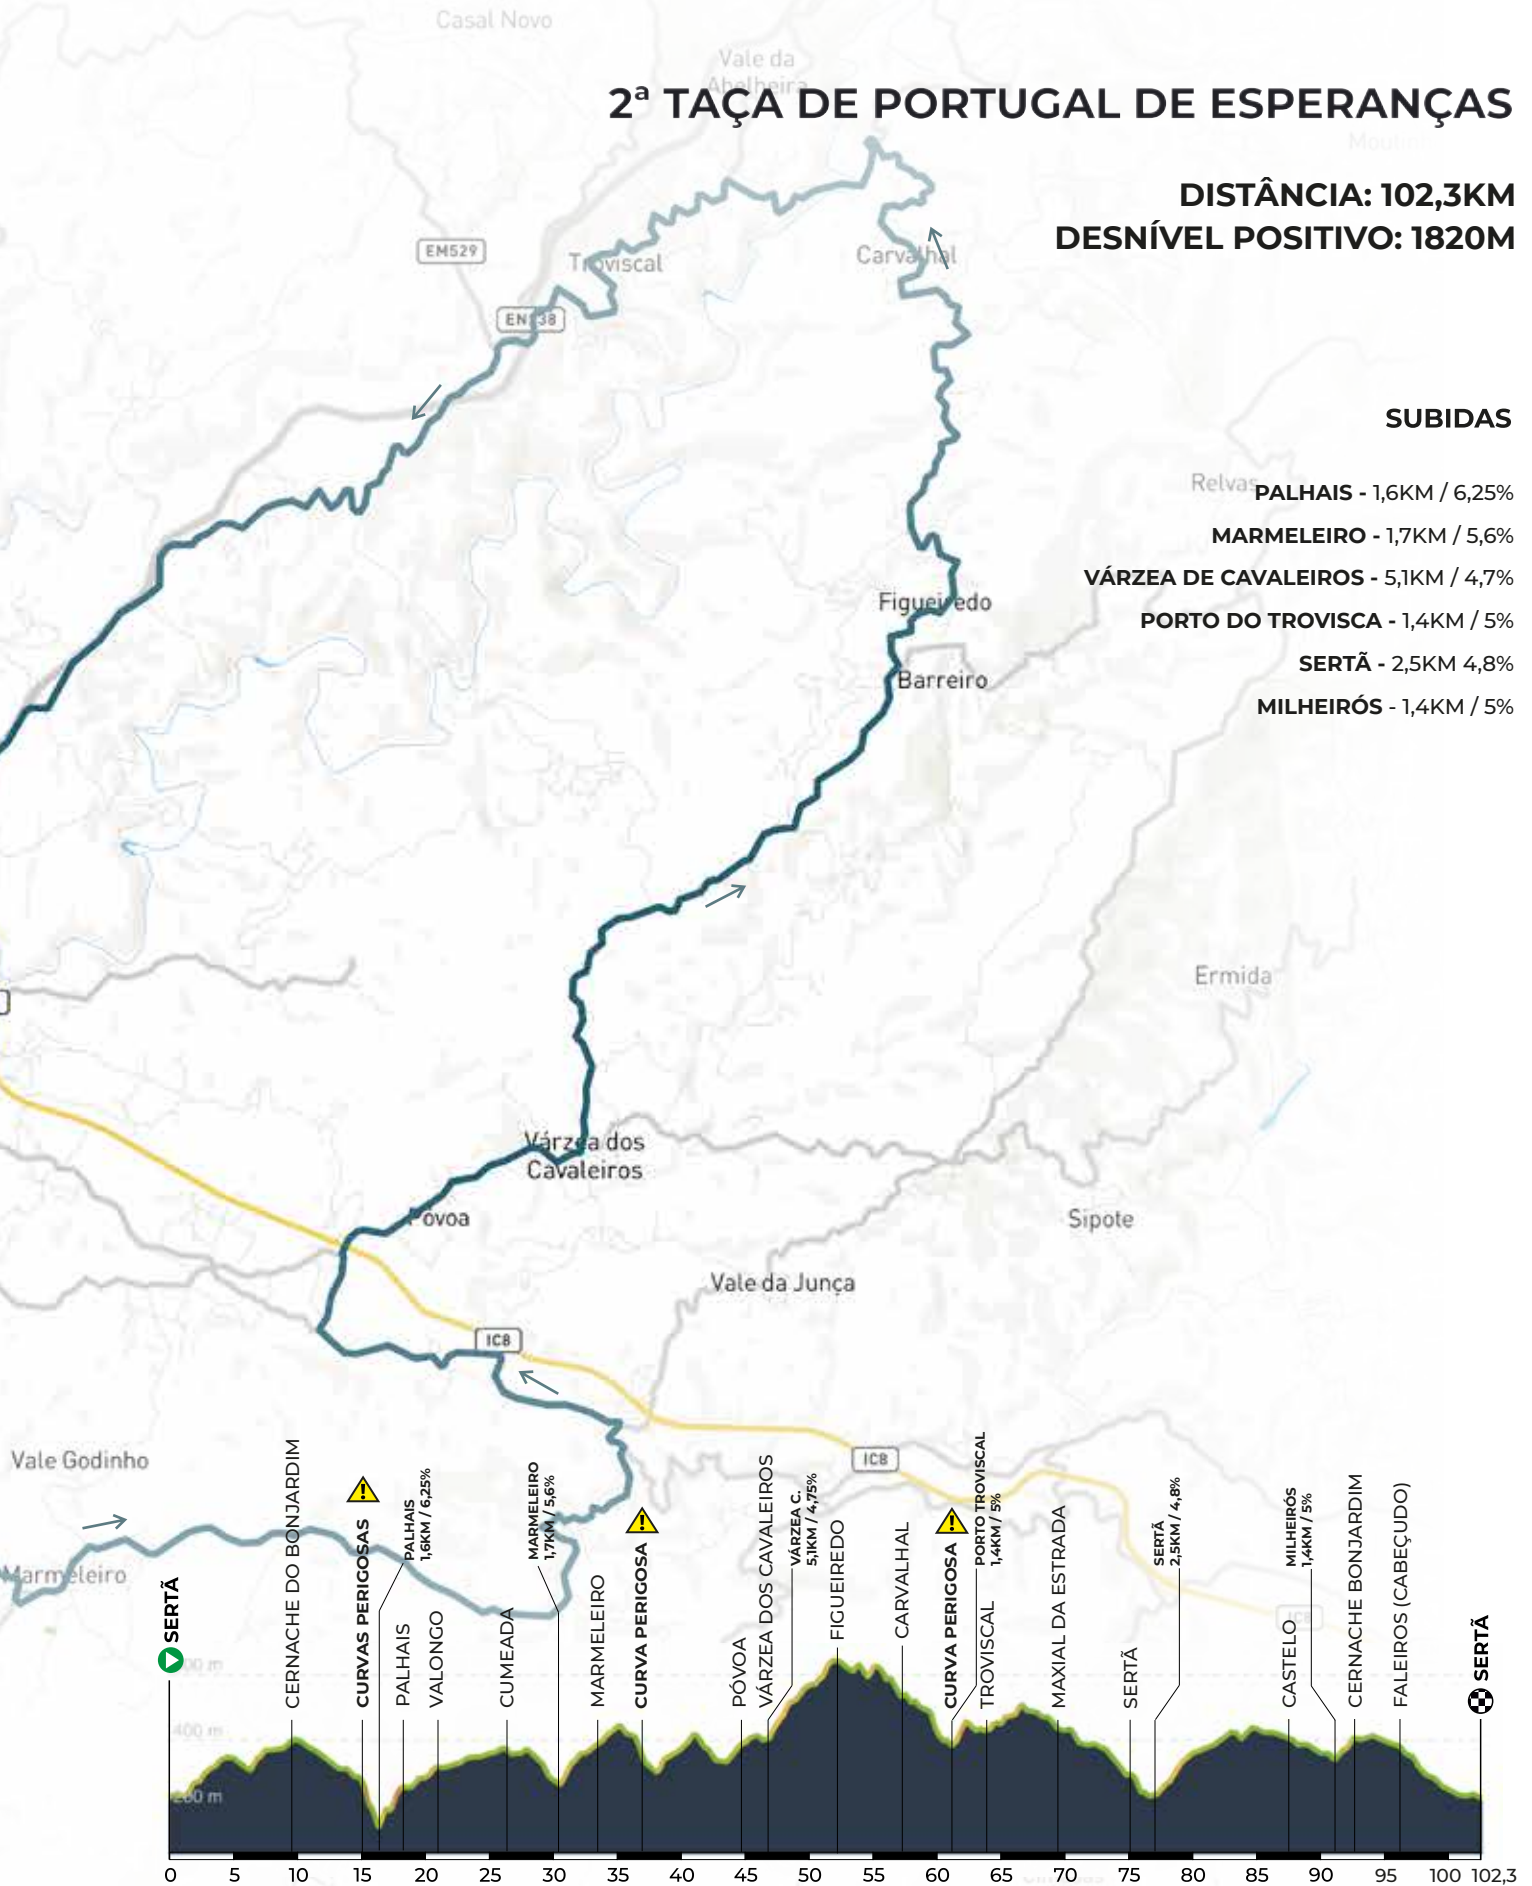 Casal Novo
Vale da
Abelheira
2ª TAÇA DE PORTUGAL DE ESPERANÇAS
DISTÂNCIA: 102,3KM
DESNÍVEL POSITIVO: 1820M
EM529
Troviscal
Carvalhal
SUBIDAS
Relvas
PALHAIS - 1,6KM / 6,25%
MARMELEIRO - 1,7KM / 5,6%
VÁRZEA DE CAVALEIROS - 5,1KM / 4,7%
PORTO DO TROVISCA - 1,4KM / 5%
SERTÃ - 2,5KM 4,8%
MILHEIRÓS - 1,4KM / 5%
Figueiredo
Barreiro
Ermida
Várzea dos
Cavaleiros
Póvoa
Sipote
Vale da Junça
IC8
IC8
IC8
Vale Godinho
Marmeleiro
SERTÃ
CERNACHE DO BONJARDIM
CURVAS PERIGOSAS
PALHAIS
PALHAIS
1,6KM / 6,25%
VALONGO
CUMEADA
MARMELEIRO
1,7KM / 5,6%
MARMELEIRO
CURVA PERIGOSA
PÓVOA
VÁRZEA DOS CAVALEIROS
VÁRZEA C.
5,1KM / 4,75%
FIGUEIREDO
CARVALHAL
CURVA PERIGOSA
PORTO TROVISCAL
1,4KM / 5%
TROVISCAL
MAXIAL DA ESTRADA
SERTÃ
SERTÃ
2,5KM / 4,8%
CASTELO
MILHEIRÓS
1,4KM / 5%
CERNACHE BONJARDIM
FALEIROS (CABEÇUDO)
SERTÃ
400 m
0 5 10 15 20 25 30 35 40 45 50 55 60 65 70 75 80 85 90 95 100 102,3